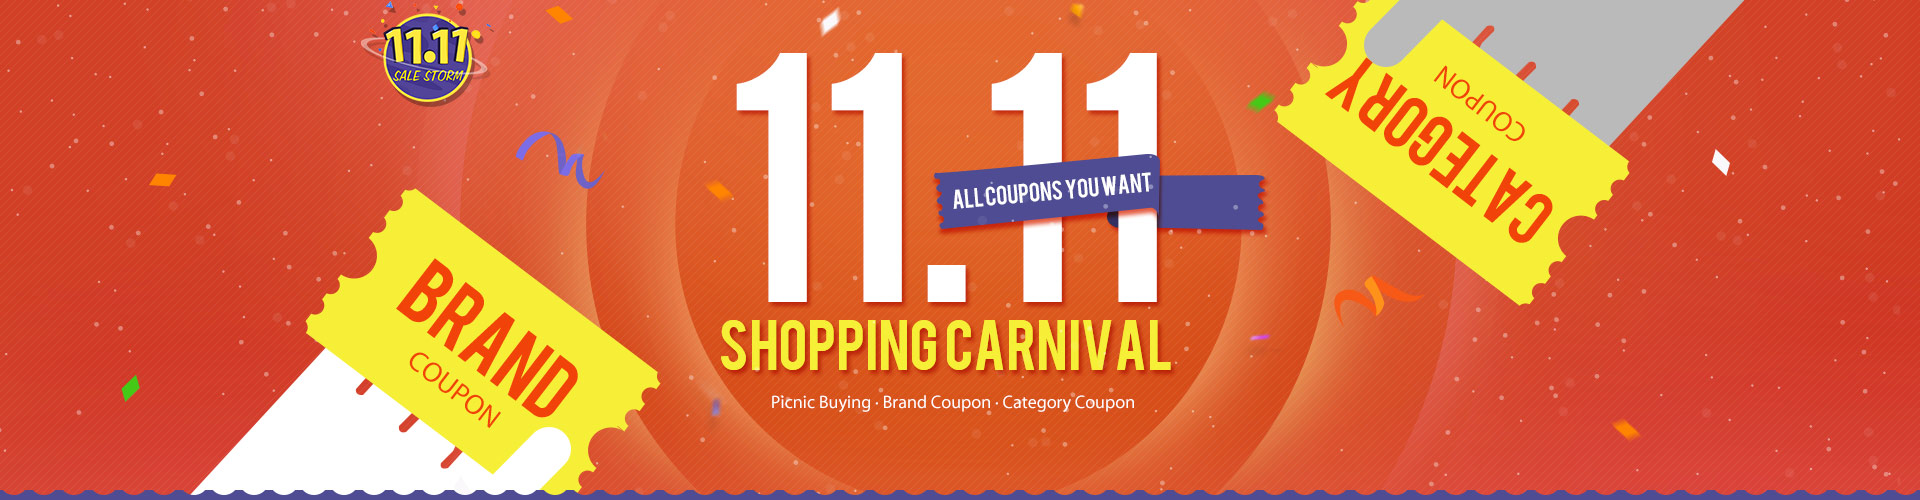 11.11
SALE STORM
11.11
ALL COUPONS YOU WANT
SHOPPING CARNIVAL
Picnic Buying · Brand Coupon · Category Coupon
BRAND
COUPON
CATEGORY
COUPON